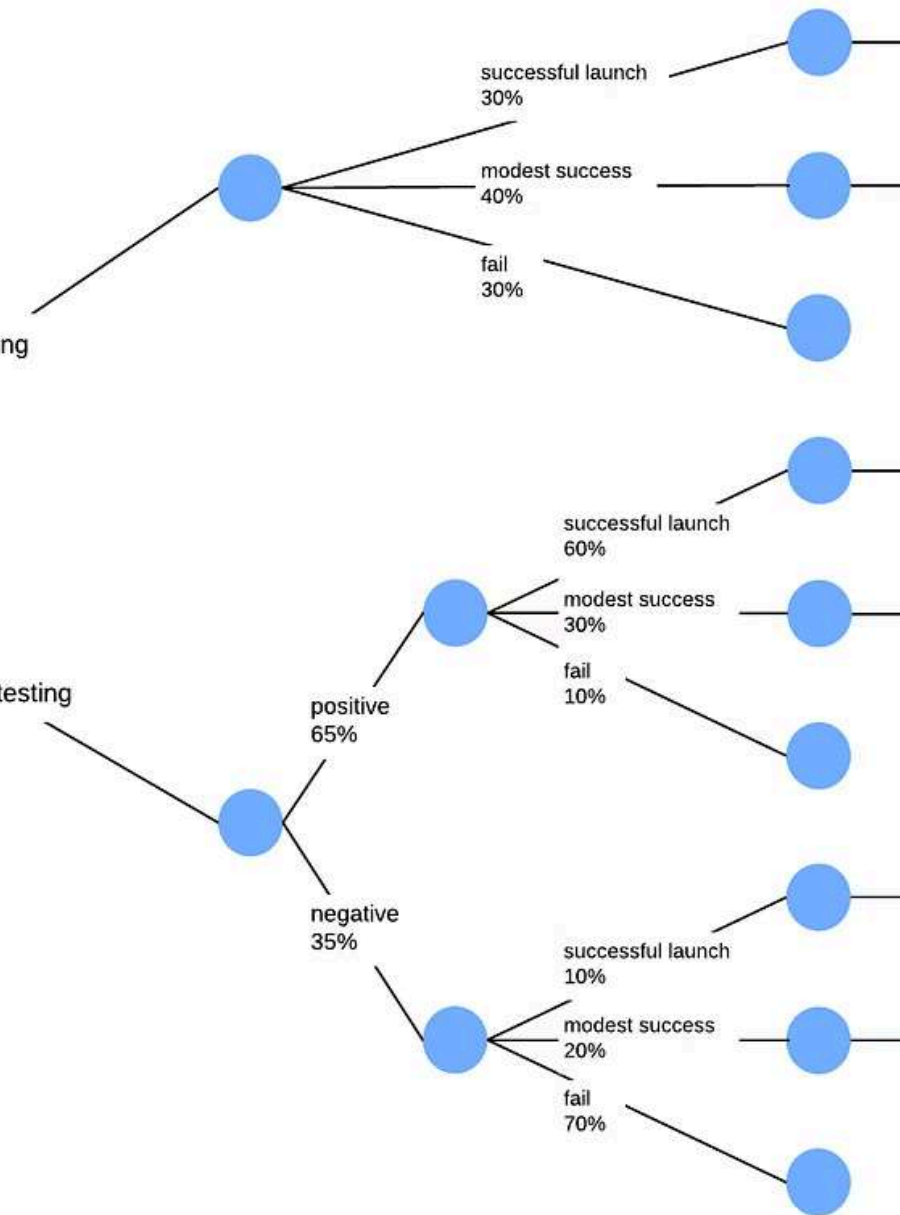 successful launch
30%
modest success
40%
fail
30%
ng
successful launch
60%
modest success
30%
fail
10%
testing
positive
65%
negative
35%
successful launch
10%
modest success
20%
fail
70%